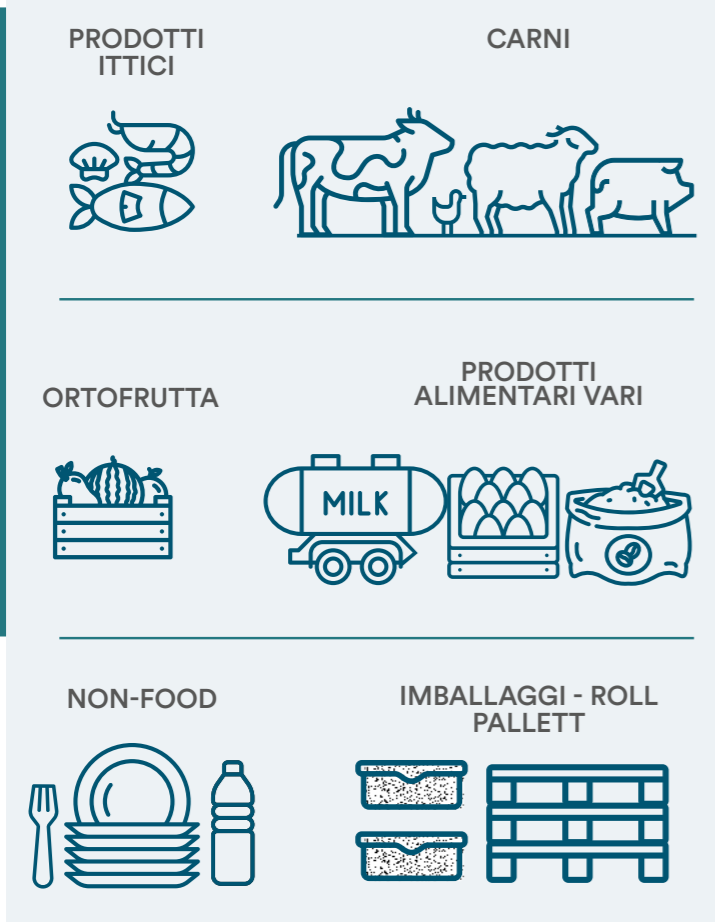 PRODOTTI
ITTICI
CARNI
ORTOFRUTTA
PRODOTTI
ALIMENTARI VARI
MILK
NON-FOOD
IMBALLAGGI - ROLL
PALLETT